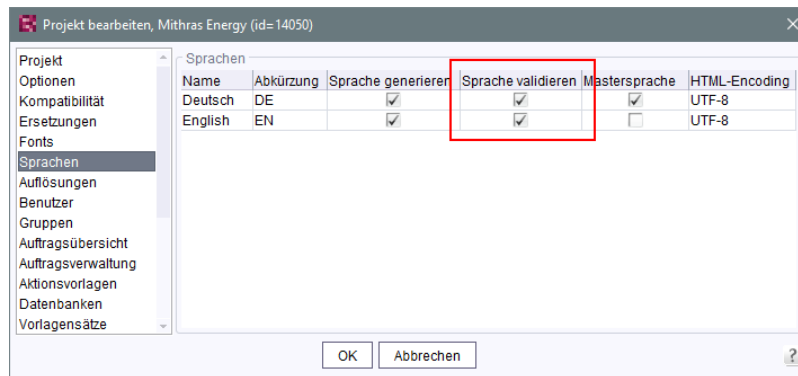 Projekt bearbeiten, Mithras Energy (id=14050)
Projekt
Optionen
Kompatibilität
Ersetzungen
Fonts
Sprachen
Auflösungen
Benutzer
Gruppen
Auftragsübersicht
Auftragsverwaltung
Aktionsvorlagen
Datenbanken
Vorlagensätze
Sprachen
Name Abkürzung Sprache generieren Sprache validieren Mastersprache HTML-Encoding
Deutsch DE UTF-8
English EN UTF-8
OK Abbrechen ?